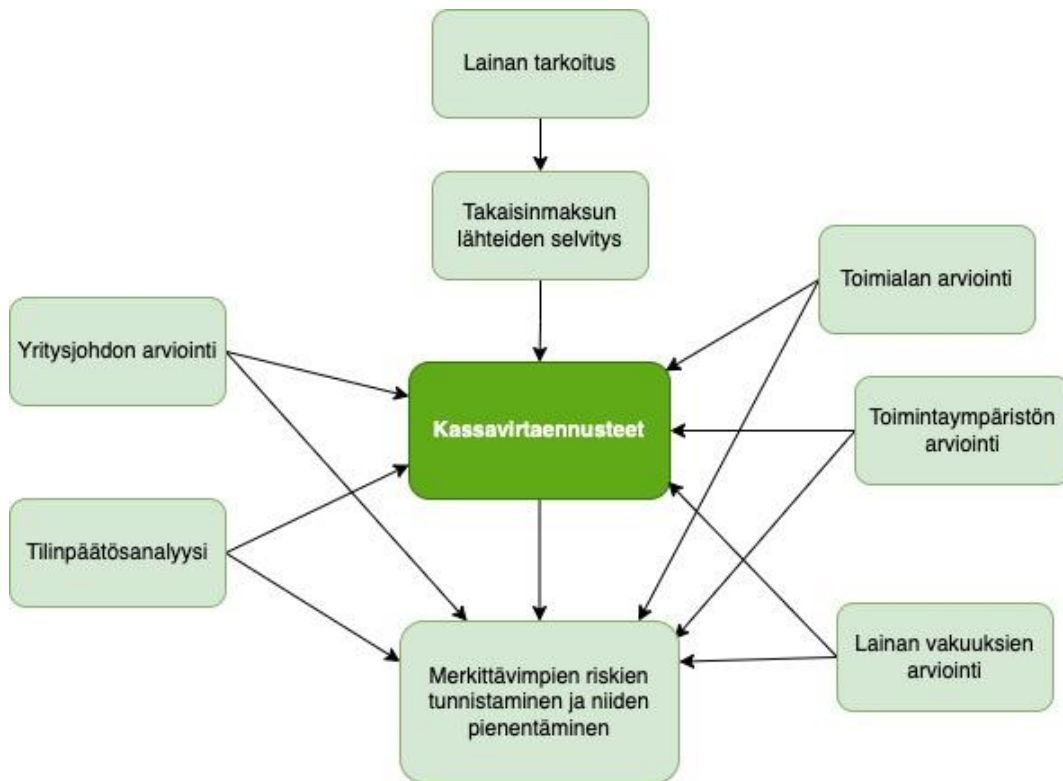 Lainan tarkoitus
Takaisinmaksun
lähteiden selvitys
Toimialan arviointi
Yritysjohdon arviointi
Kassavirtaennusteet
Toimintaympäristön
arviointi
Tilinpäätösanalyysi
Lainan vakuuksien
arviointi
Merkittävimpien riskien
tunnistaminen ja niiden
pienentäminen